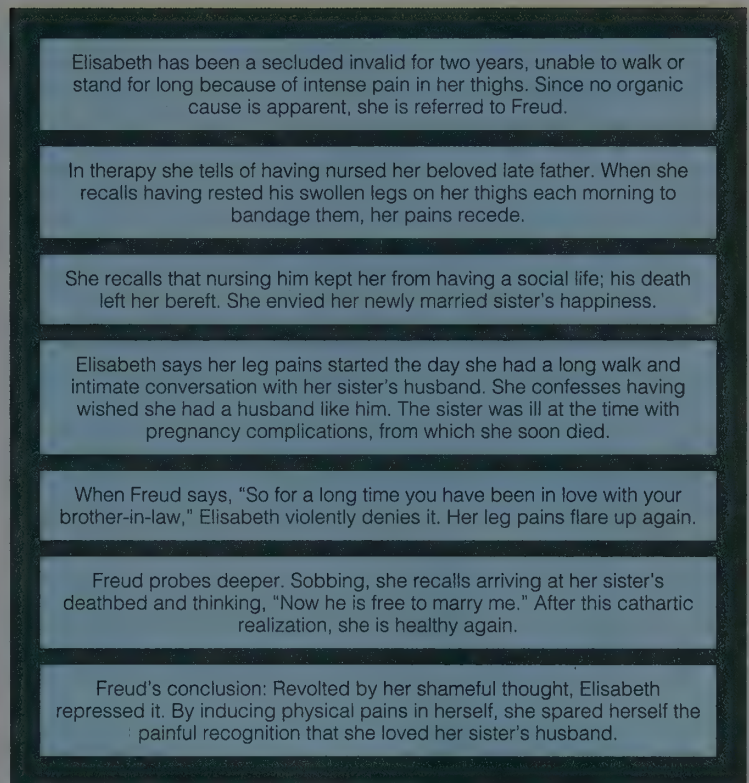 Elisabeth has been a secluded invalid for two years, unable to walk or
stand for long because of intense pain in her thighs. Since no organic
cause is apparent, she is referred to Freud.
In therapy she tells of having nursed her beloved late father. When she
recalls having rested his swollen legs on her thighs each morning to
bandage them, her pains recede.
She recalls that nursing him kept her from having a social life; his death
left her bereft. She envied her newly married sister's happiness.
Elisabeth says her leg pains started the day she had a long walk and
intimate conversation with her sister's husband. She confesses having
wished she had a husband like him. The sister was ill at the time with
pregnancy complications, from which she soon died.
When Freud says, “So for a long time you have been in love with your
brother-in-law,” Elisabeth violently denies it. Her leg pains flare up again.
Freud probes deeper. Sobbing, she recalls arriving at her sister's
deathbed and thinking, “Now he is free to marry me.” After this cathartic
realization, she is healthy again.
Freud's conclusion: Revolted by her shameful thought, Elisabeth
repressed it. By inducing physical pains in herself, she spared herself the
painful recognition that she loved her sister's husband.